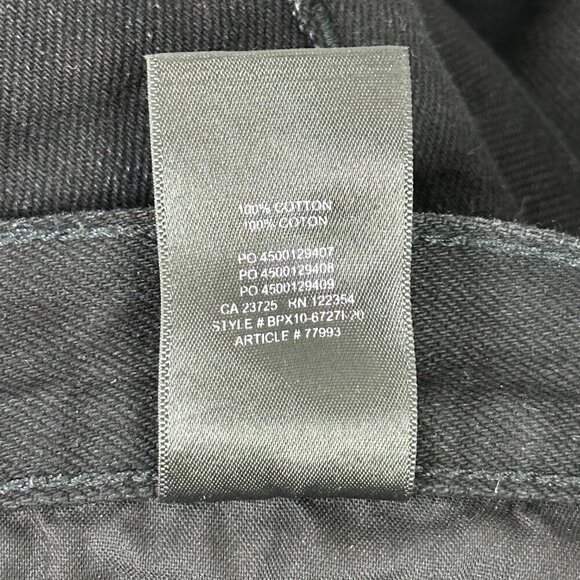 100% COTTON
100% COTON
PO 4500129407
PO 4500129408
PO 4500129409
CA 23725 RN 122354
STYLE # BPX10-6727I-20
ARTICLE # 77993